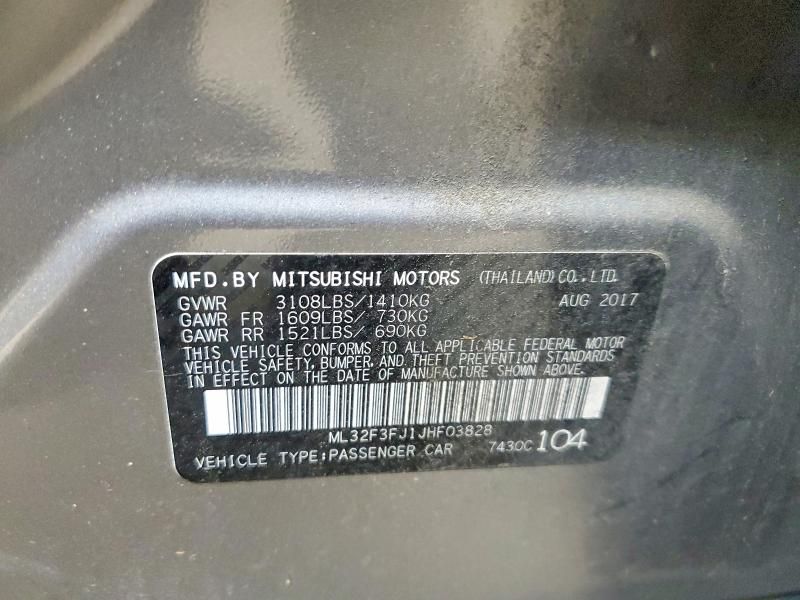 MFD.BY MITSUBISHI MOTORS (THAILAND) CO., LTD.
GVWR 3108LBS/1410KG AUG 2017
GAWR FR 1609LBS/ 730KG
GAWR RR 1521LBS/ 690KG
THIS VEHICLE CONFORMS TO ALL APPLICABLE FEDERAL MOTOR
VEHICLE SAFETY, BUMPER, AND THEFT PREVENTION STANDARDS
IN EFFECT ON THE DATE OF MANUFACTURE SHOWN ABOVE.
ML32F3FJ1JHF03828
VEHICLE TYPE:PASSENGER CAR 7430C 104